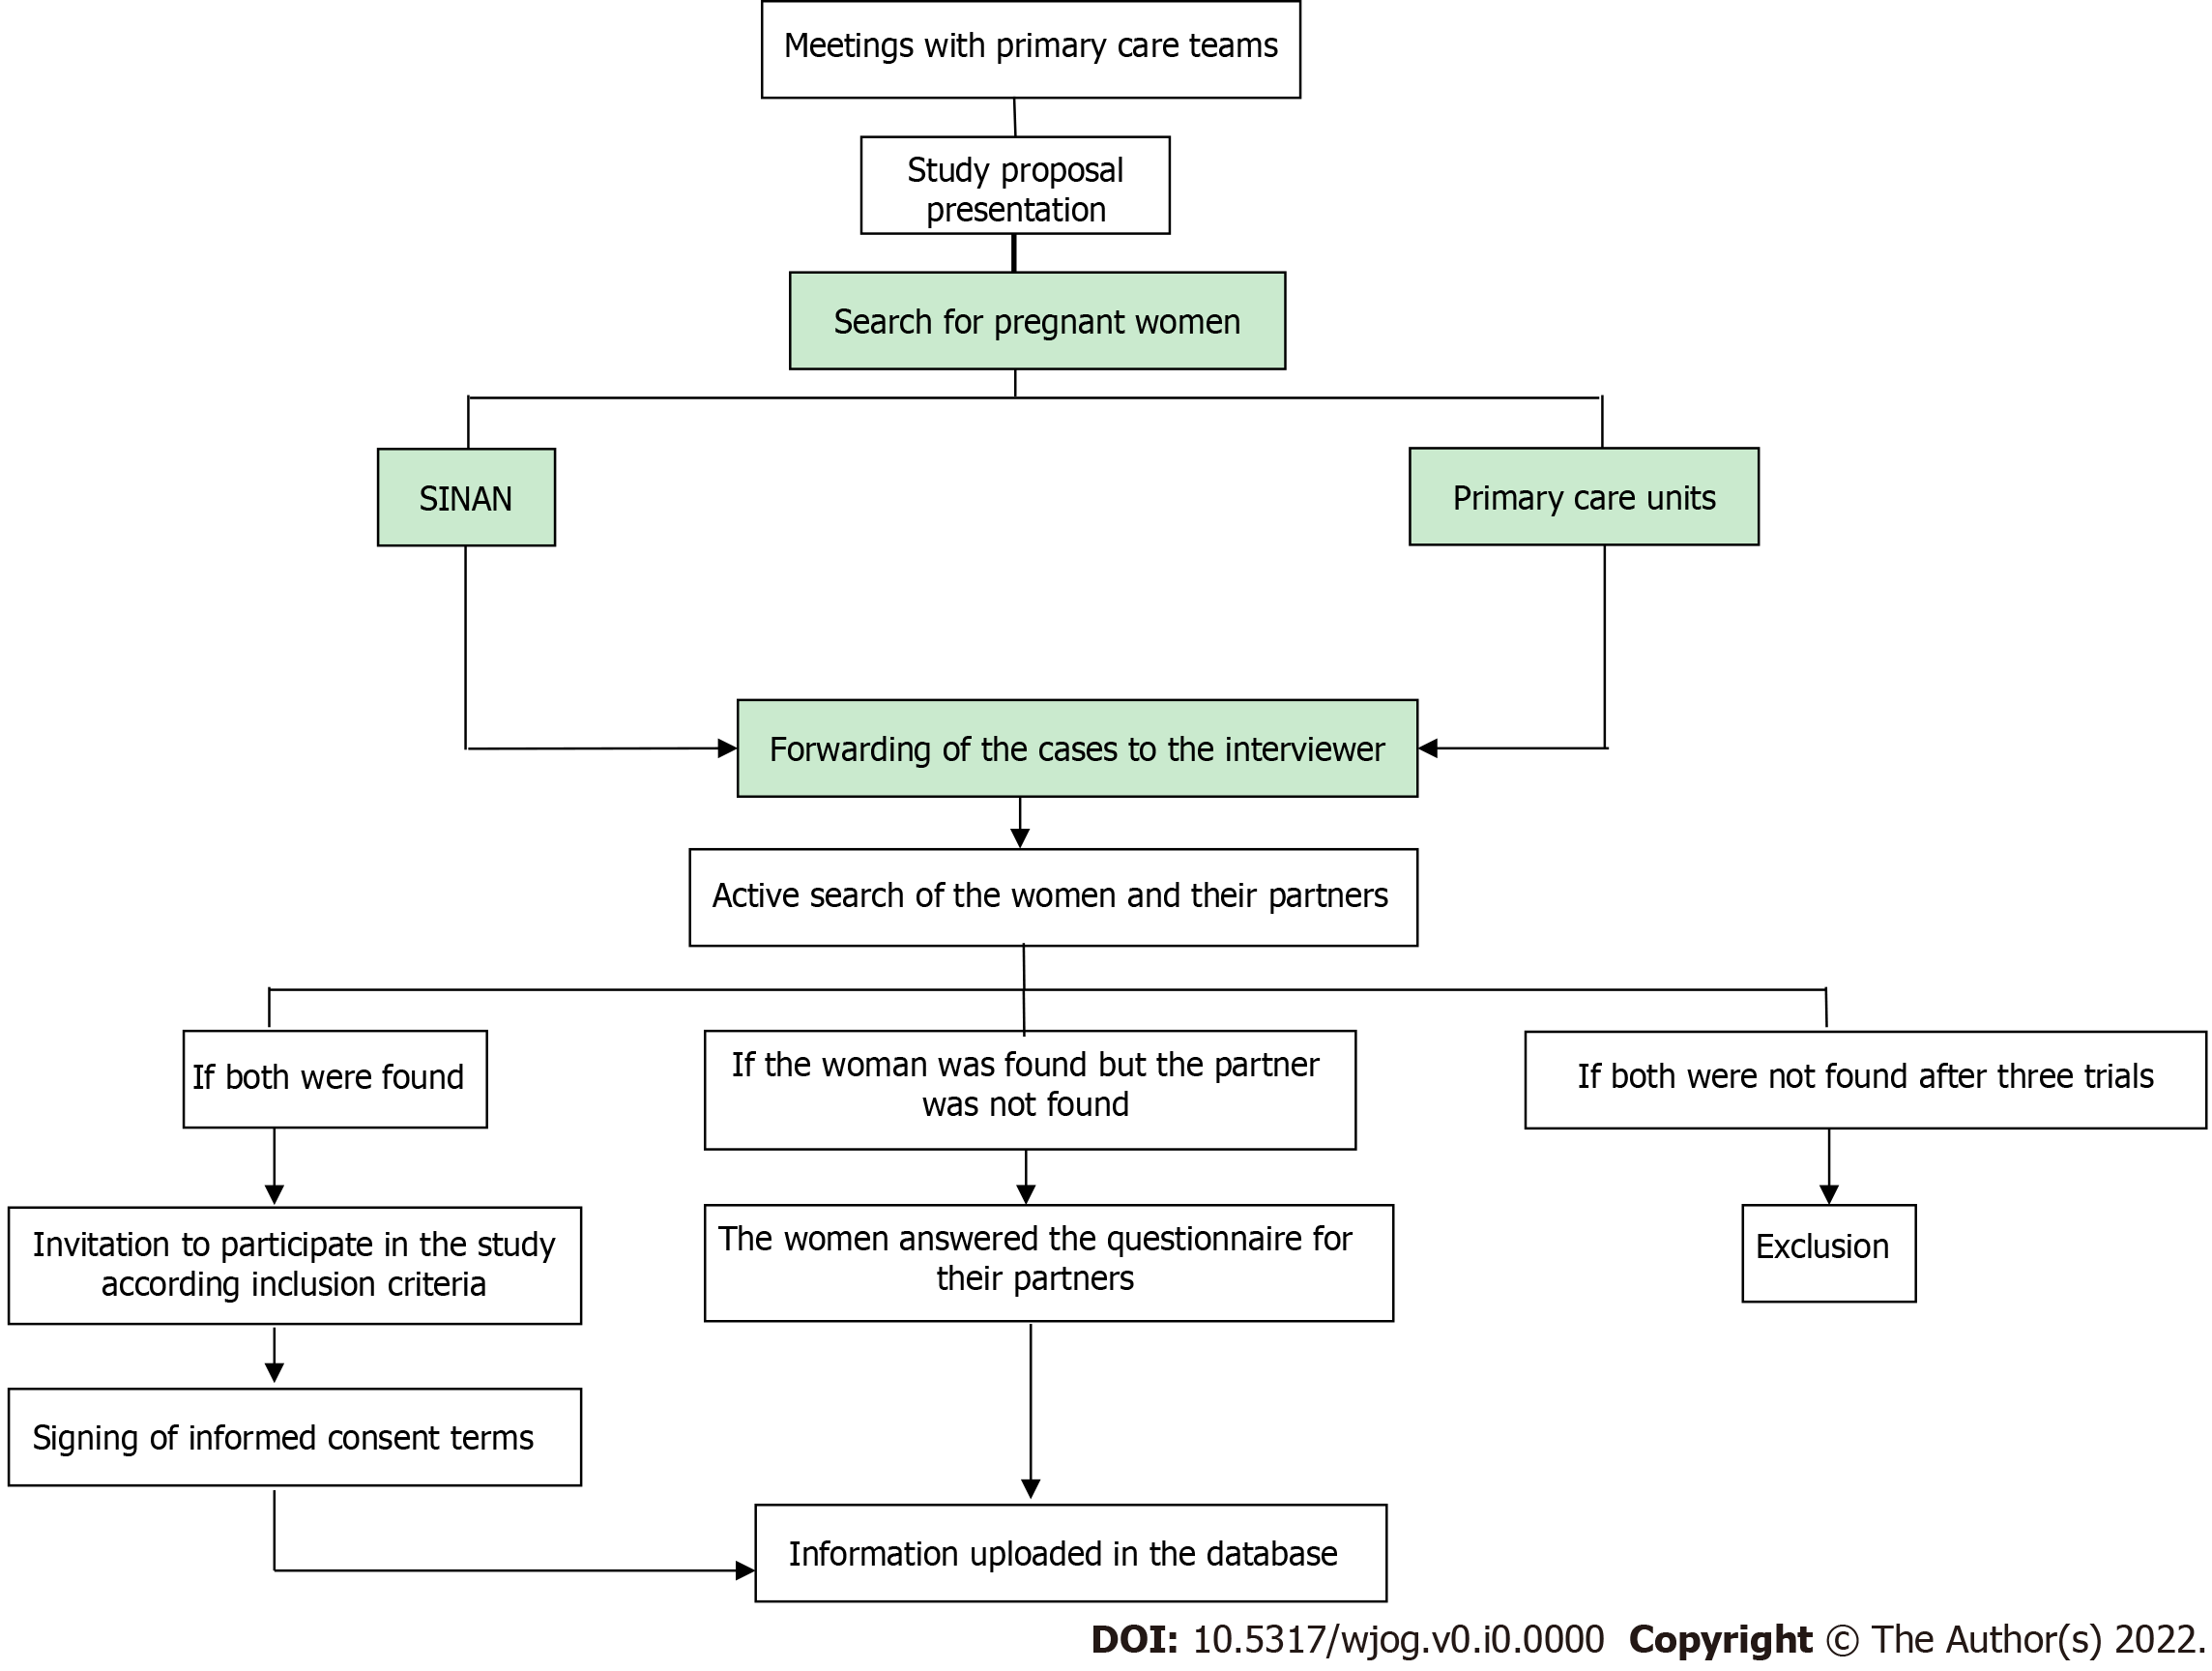 Meetings with primary care teams
Study proposal
presentation
Search for pregnant women
SINAN
Primary care units
Forwarding of the cases to the interviewer
Active search of the women and their partners
If both were found
If the woman was found but the partner
was not found
If both were not found after three trials
Invitation to participate in the study
according inclusion criteria
The women answered the questionnaire for
their partners
Exclusion
Signing of informed consent terms
Information uploaded in the database
DOI: 10.5317/wjog.v0.i0.0000 Copyright © The Author(s) 2022.